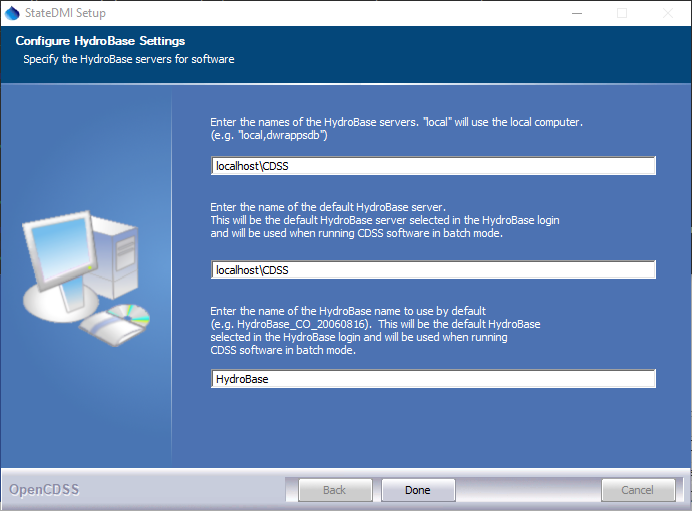 StateDMI Setup
Configure HydroBase Settings
Specify the HydroBase servers for software
Enter the names of the HydroBase servers. "local" will use the local computer.
(e.g. "local,dwrappsdb")
localhost\CDSS
Enter the name of the default HydroBase server.
This will be the default HydroBase server selected in the HydroBase login
and will be used when running CDSS software in batch mode.
localhost\CDSS
Enter the name of the HydroBase name to use by default
(e.g. HydroBase_CO_20060816).  This will be the default HydroBase
selected in the HydroBase login and will be used when running
CDSS software in batch mode.
HydroBase
OpenCDSS
Back
Done
Cancel